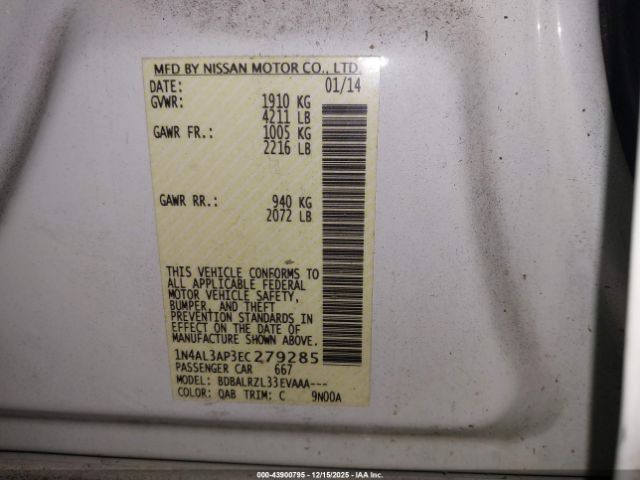 MFD BY NISSAN MOTOR CO., LTD.
DATE: 01/14
GVWR: 1910 KG
4211 LB
GAWR FR.: 1005 KG
2216 LB
GAWR RR.: 940 KG
2072 LB
THIS VEHICLE CONFORMS TO
ALL APPLICABLE FEDERAL
MOTOR VEHICLE SAFETY,
BUMPER, AND THEFT
PREVENTION STANDARDS IN
EFFECT ON THE DATE OF
MANUFACTURE SHOWN ABOVE.
1N4AL3AP3EC279285
PASSENGER CAR 667
MODEL: BDBALRZL33EVAAA---
COLOR: QAB TRIM: C 9N00A
000-43900795 - 12/15/2025 - IAA Inc.